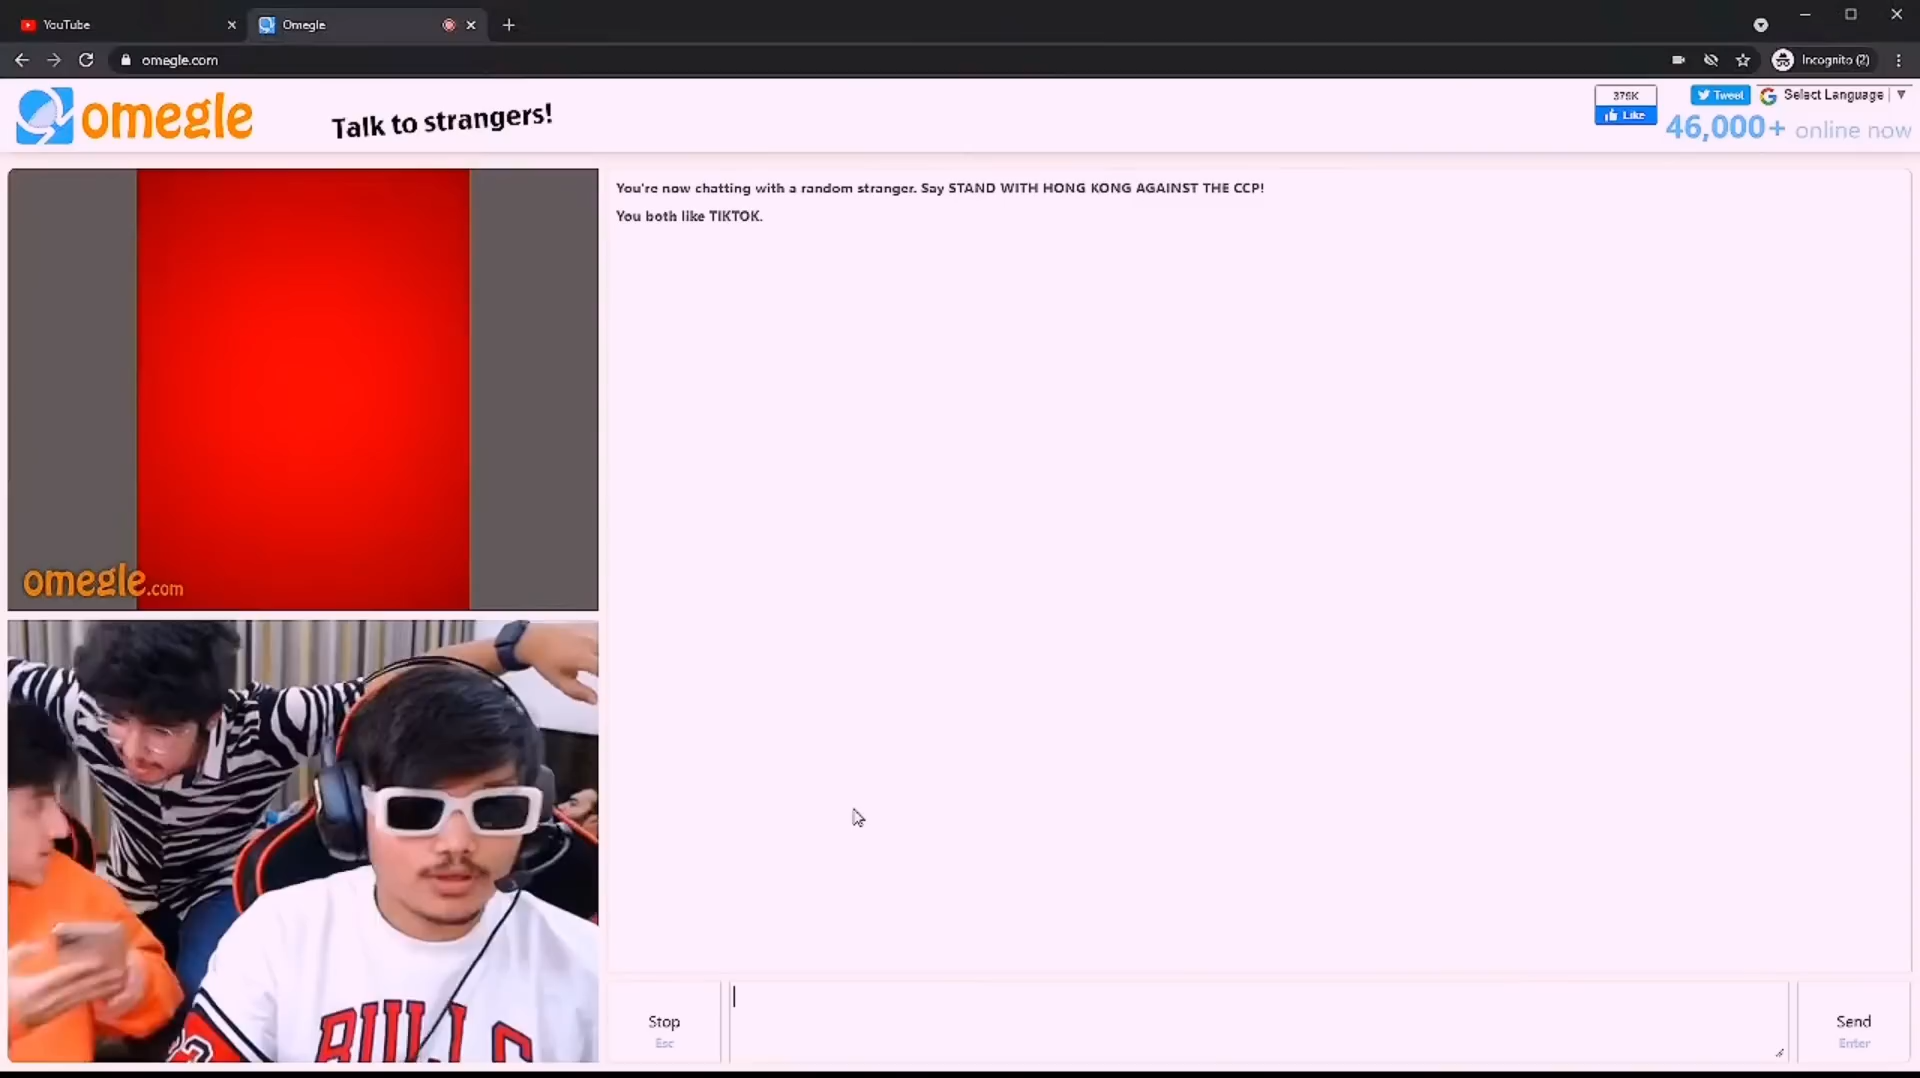 YouTube
Omegle
omegle.com
Incognito (2)
omegle
Talk to strangers!
379K
Like
Tweet
Select Language
46,000+ online now
You're now chatting with a random stranger. Say STAND WITH HONG KONG AGAINST THE CCP!
You both like TIKTOK.
omegle.com
BULLS
Stop
Esc
Send
Enter